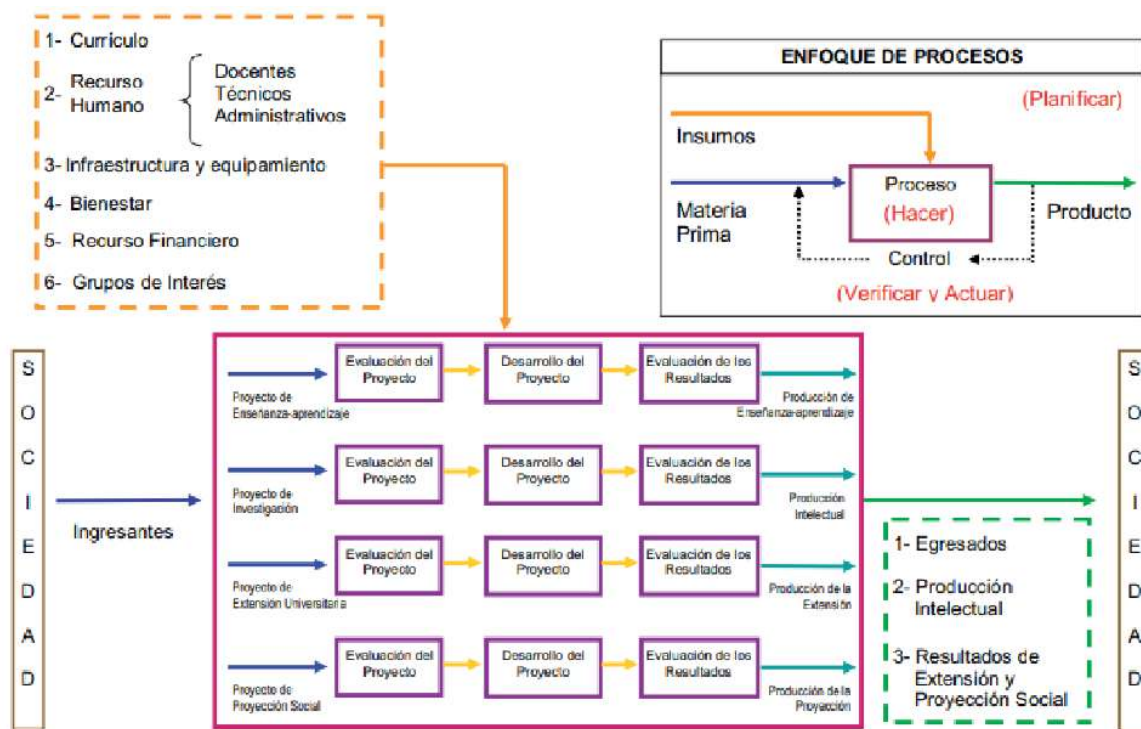 1- Currículo
2- Recurso
Humano
Docentes
Técnicos
Administrativos
3- Infraestructura y equipamiento
4- Bienestar
5- Recurso Financiero
6- Grupos de Interés
ENFOQUE DE PROCESOS
(Planificar)
Insumos
Materia
Prima
Proceso
(Hacer)
Producto
Control
(Verificar y Actuar)
SOCIEDAD
Ingresantes
Proyecto de
Enseñanza-aprendizaje
Evaluación del
Proyecto
Desarrollo del
Proyecto
Evaluación de los
Resultados
Producción de
Enseñanza-aprendizaje
Proyecto de
Investigación
Evaluación del
Proyecto
Desarrollo del
Proyecto
Evaluación de los
Resultados
Producción
Intelectual
Proyecto de
Extensión Universitaria
Evaluación del
Proyecto
Desarrollo del
Proyecto
Evaluación de los
Resultados
Producción de la
Extensión
Proyecto de
Proyección Social
Evaluación del
Proyecto
Desarrollo del
Proyecto
Evaluación de los
Resultados
Producción de la
Proyección
1- Egresados
2- Producción
Intelectual
3- Resultados de
Extensión y
Proyección Social
SOCIEDAD